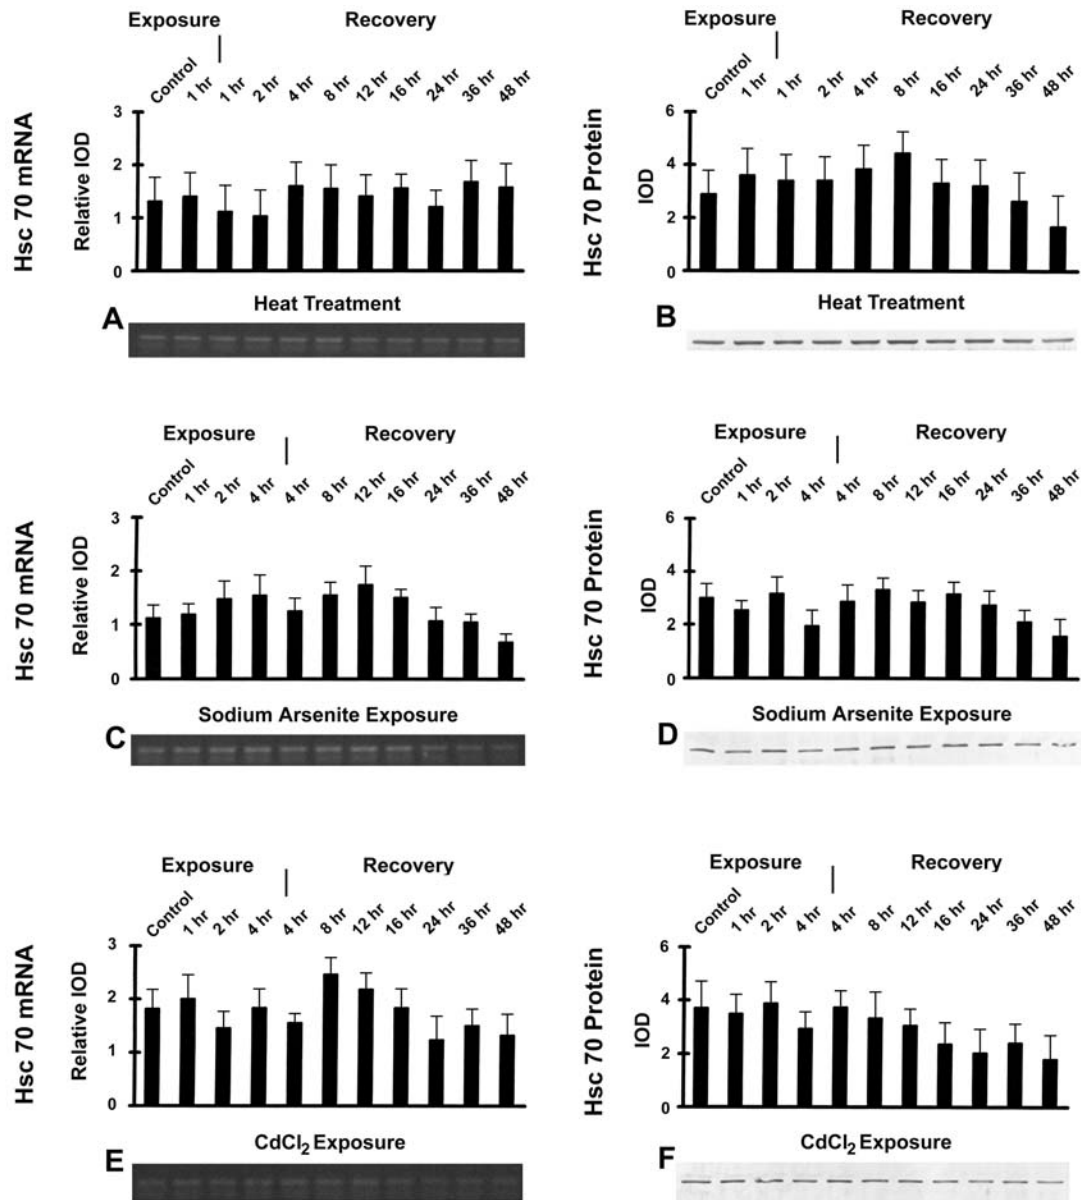 Exposure Recovery
Control 1 hr 1 hr 2 hr 4 hr 8 hr 12 hr 16 hr 24 hr 36 hr 48 hr
Hsc 70 mRNA
Relative IOD
3
2
1
0
Heat Treatment
A
Exposure Recovery
Control 1 hr 1 hr 2 hr 4 hr 8 hr 16 hr 24 hr 36 hr 48 hr
Hsc 70 Protein
IOD
6
4
2
0
Heat Treatment
B
Exposure Recovery
Control 1 hr 2 hr 4 hr 4 hr 8 hr 12 hr 16 hr 24 hr 36 hr 48 hr
Hsc 70 mRNA
Relative IOD
3
2
1
0
Sodium Arsenite Exposure
C
Exposure Recovery
Control 1 hr 2 hr 4 hr 4 hr 8 hr 12 hr 16 hr 24 hr 36 hr 48 hr
Hsc 70 Protein
IOD
6
4
2
0
Sodium Arsenite Exposure
D
Exposure Recovery
Control 1 hr 2 hr 4 hr 4 hr 8 hr 12 hr 16 hr 24 hr 36 hr 48 hr
Hsc 70 mRNA
Relative IOD
3
2
1
0
CdCl₂ Exposure
E
Exposure Recovery
Control 1 hr 2 hr 4 hr 4 hr 8 hr 12 hr 16 hr 24 hr 36 hr 48 hr
Hsc 70 Protein
IOD
6
4
2
0
CdCl₂ Exposure
F